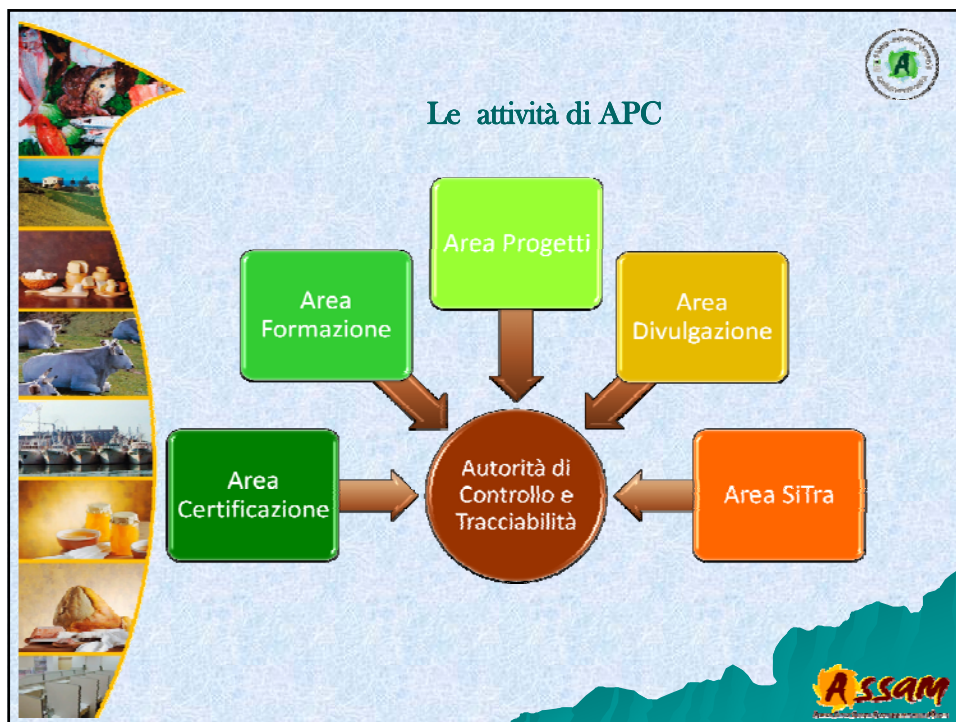 Le attività di APC
Area Progetti
Area
Formazione
Area
Divulgazione
Area
Certificazione
Autorità di
Controllo e
Tracciabilità
Area SiTra
Assam